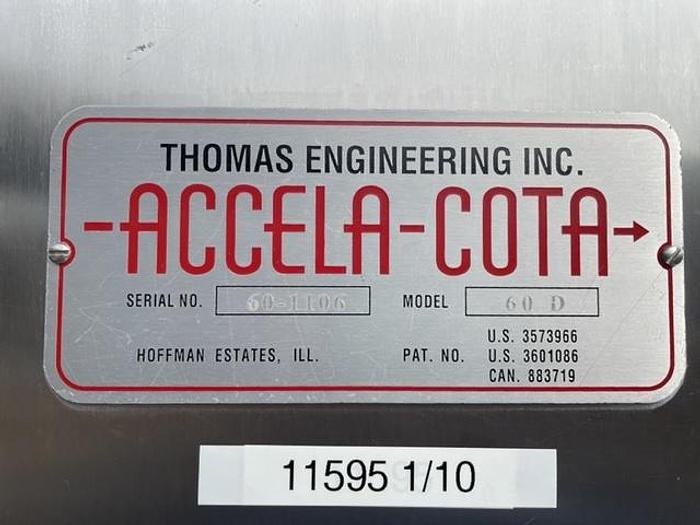 THOMAS ENGINEERING INC.
-ACCELA-COTA→
SERIAL NO. 60-1106 MODEL 60 D
HOFFMAN ESTATES, ILL. PAT. NO. U.S. 3573966
U.S. 3601086
CAN. 883719
11595 1/10